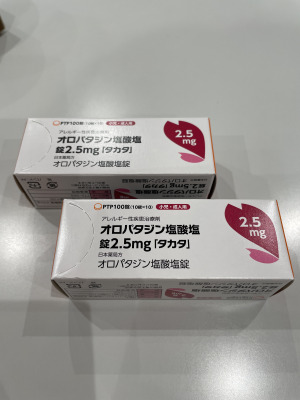 PTP100錠(10錠×10) 小児・成人用
アレルギー性疾患治療剤
オロパタジン塩酸塩
錠2.5mg「タカタ」
日本薬局方
オロパタジン塩酸塩錠
2.5
mg
PTP100錠(10錠×10) 小児・成人用
アレルギー性疾患治療剤
オロパタジン塩酸塩
錠2.5mg「タカタ」
日本薬局方
オロパタジン塩酸塩錠
2.5
mg